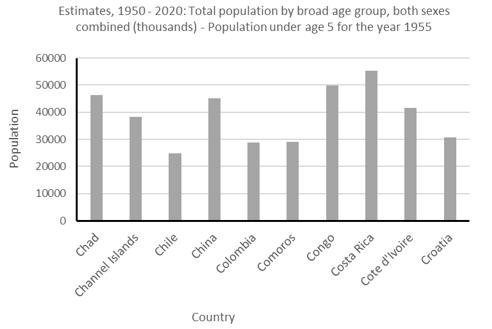 Estimates, 1950 - 2020: Total population by broad age group, both sexes
combined (thousands) - Population under age 5 for the year 1955
60000
50000
40000
30000
20000
10000
0
Population
Chad
Channel Islands
Chile
China
Colombia
Comoros
Congo
Costa Rica
Cote d'Ivoire
Croatia
Country